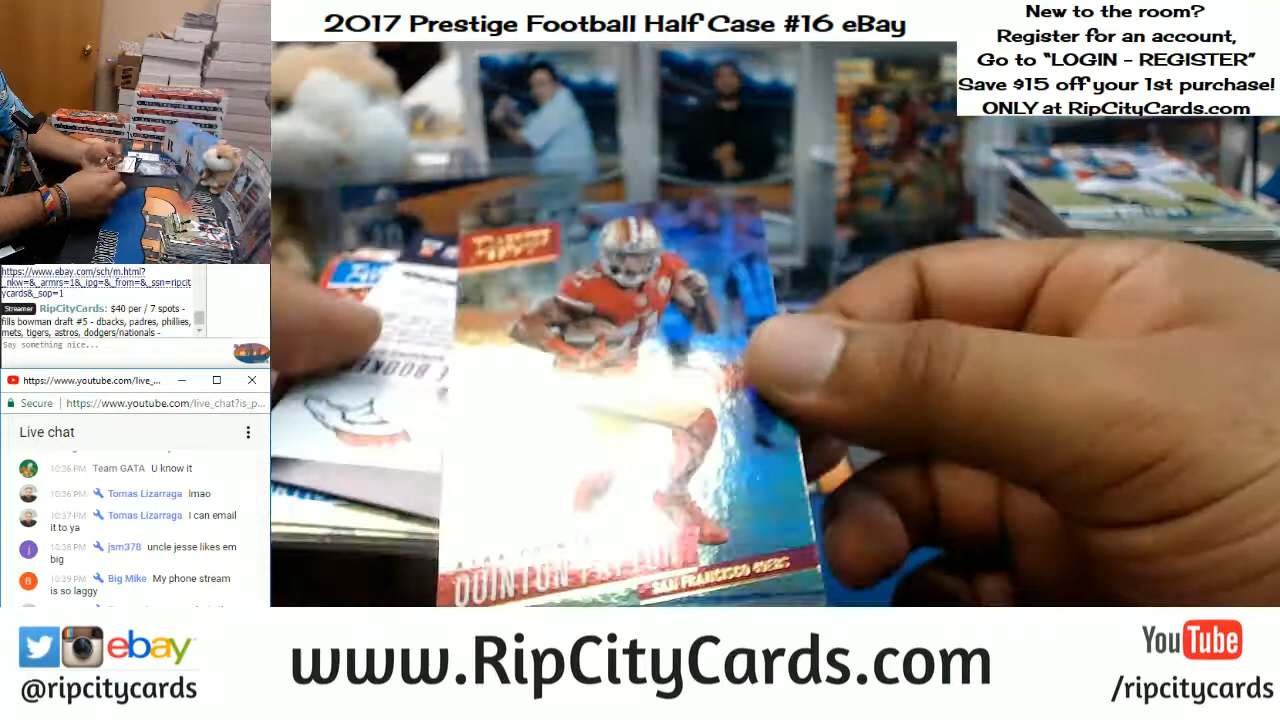 2017 Prestige Football Half Case #16 eBay
New to the room?
Register for an account,
Go to "LOGIN - REGISTER"
Save $15 off your 1st purchase!
ONLY at RipCityCards.com
https://www.ebay.com/sch/m.html?
_nkw=&_armrs=1&_ipg=&_from=&_ssn=ripcit
ycards&_sop=1
Streamer RipCityCards: $40 per / 7 spots -
fills bowman draft #5 - dbacks, padres, phillies,
mets, tigers, astros, dodgers/nationals -
Say something nice...
https://www.youtube.com/live_...
Secure https://www.youtube.com/live_chat?is_p...
Live chat
10:36 PM Team GATA U know it
10:36 PM Tomas Lizarraga lmao
10:37 PM Tomas Lizarraga I can email
it to ya
10:38 PM jsm378 uncle jesse likes em
big
10:39 PM Big Mike My phone stream
is so laggy
QUINTON PATTON
SAN FRANCISCO 49ERS
ebay
@ripcitycards
www.RipCityCards.com
YouTube
/ripcitycards